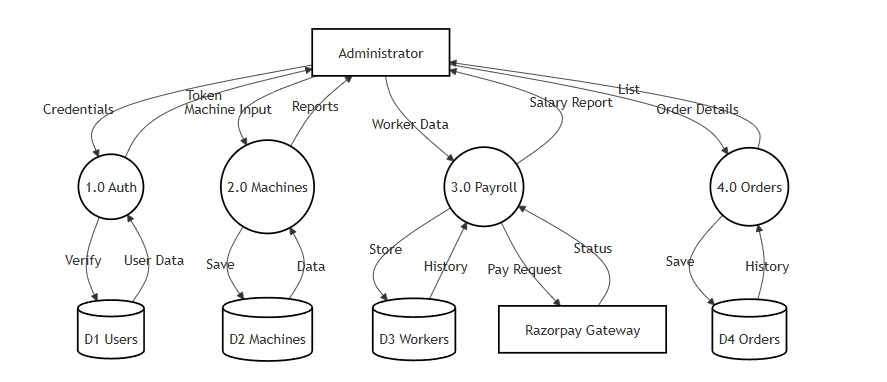 Administrator
Token
Credentials
Machine Input
Reports
Worker Data
Salary Report
List
Order Details
1.0 Auth
2.0 Machines
3.0 Payroll
4.0 Orders
Verify
User Data
Save
Data
Store
History
Pay Request
Status
Save
History
D1 Users
D2 Machines
D3 Workers
Razorpay Gateway
D4 Orders